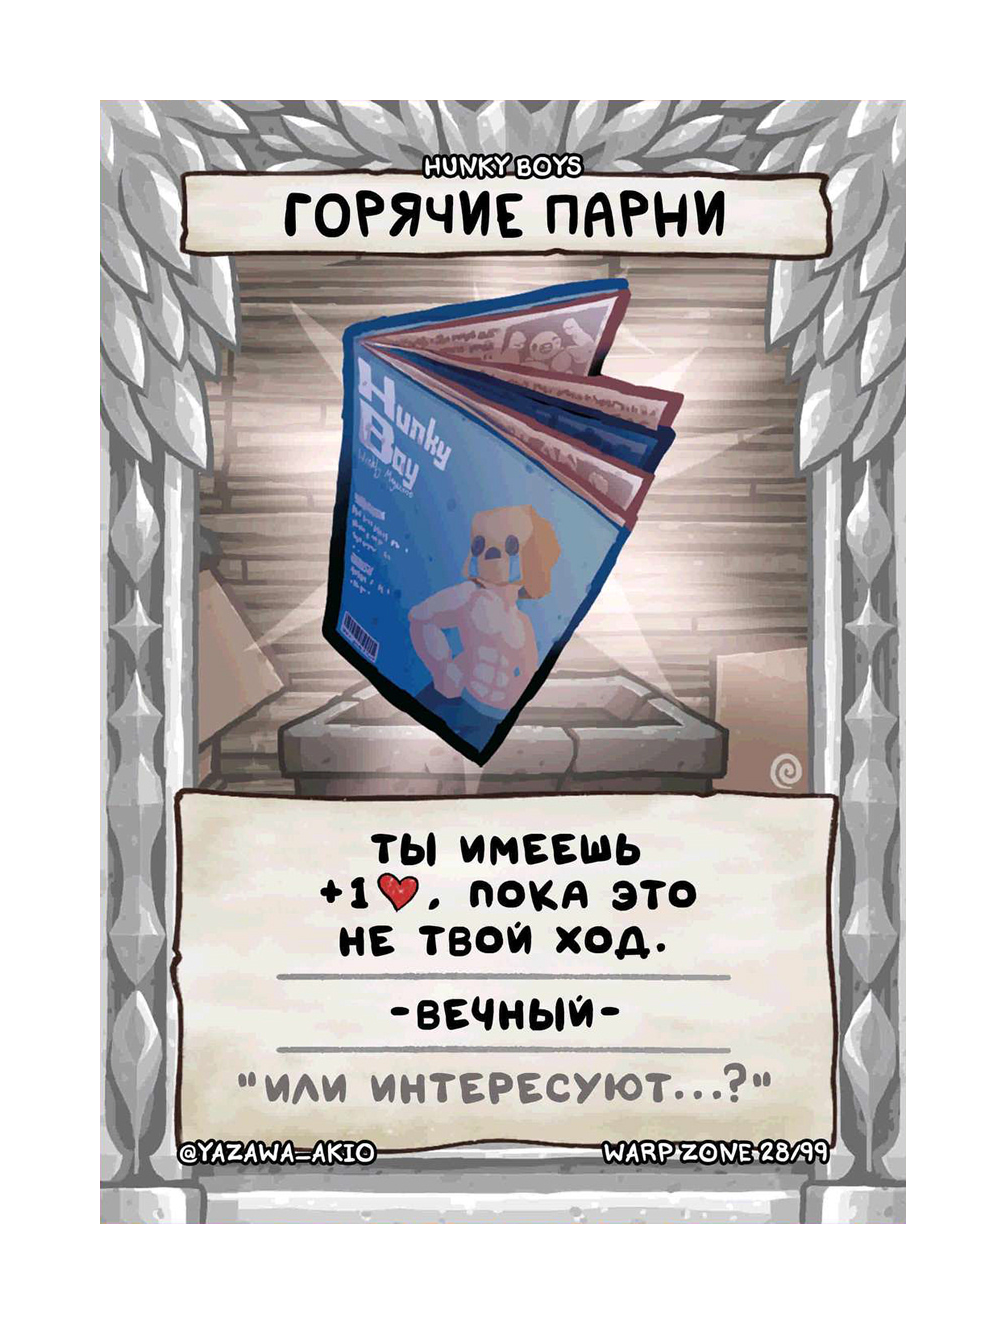 HUNKY BOYS
ГОРЯЧИЕ ПАРНИ
Hunky
Boy
ТЫ ИМЕЕШЬ
+1❤, ПОКА ЭТО
НЕ ТВОЙ ХОД.
-ВЕЧНЫЙ-
"ИЛИ ИНТЕРЕСУЮТ...?"
@YAZAWA_AKIO
WARP ZONE 28/99